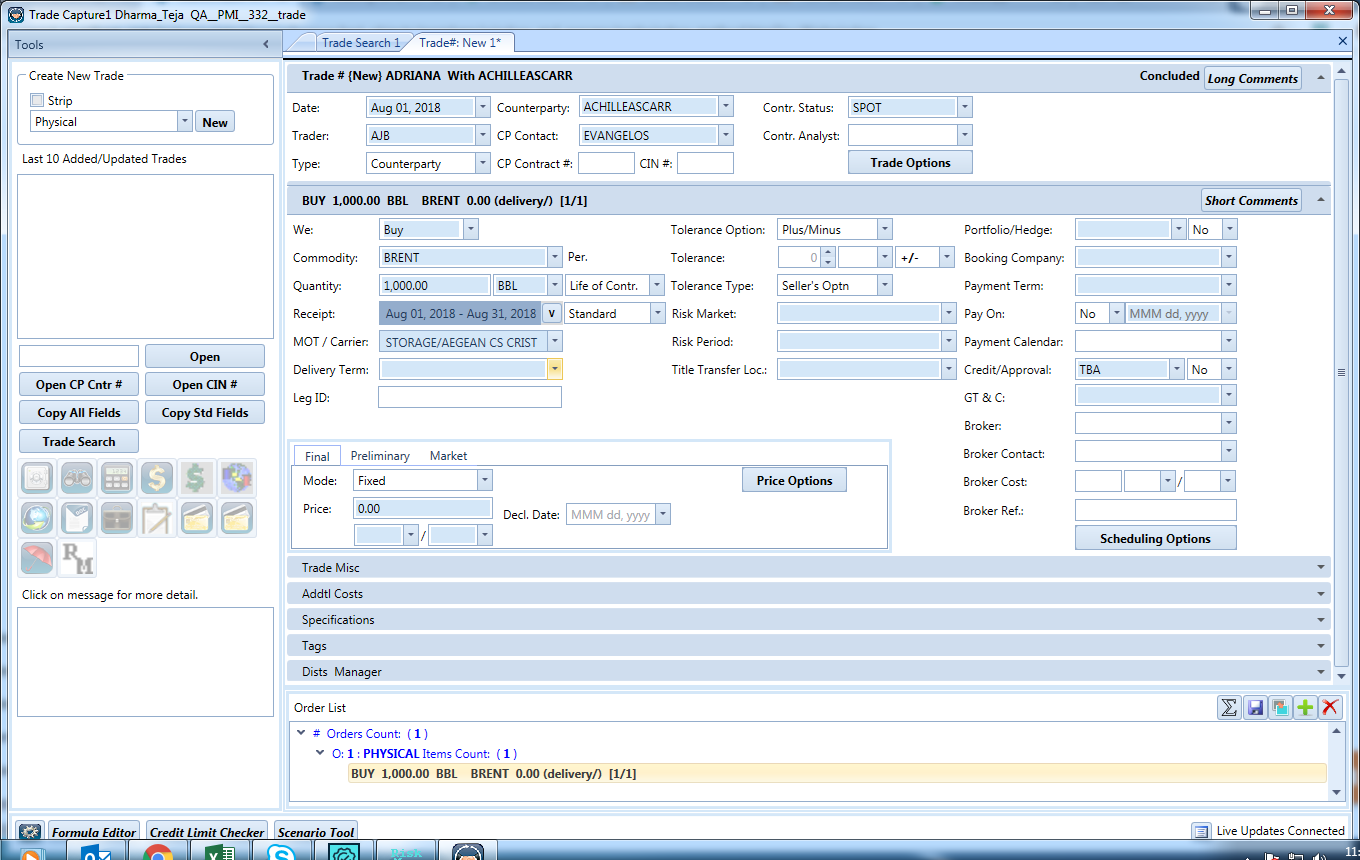 Trade Capture1 Dharma_Teja QA__PMI__332__trade
Tools
Trade Search 1
Trade#: New 1*
Create New Trade
Strip
Physical
New
Last 10 Added/Updated Trades
Open
Open CP Cntr #
Open CIN #
Copy All Fields
Copy Std Fields
Trade Search
RM
Click on message for more detail.
Trade # {New} ADRIANA With ACHILLEASCARR
Concluded
Long Comments
Date: Aug 01, 2018 Counterparty: ACHILLEASCARR Contr. Status: SPOT
Trader: AJB CP Contact: EVANGELOS Contr. Analyst:
Type: Counterparty CP Contract #: CIN #: Trade Options
BUY 1,000.00 BBL BRENT 0.00 (delivery/) [1/1]
Short Comments
We: Buy Tolerance Option: Plus/Minus Portfolio/Hedge: No
Commodity: BRENT Per. Tolerance: 0 +/- Booking Company:
Quantity: 1,000.00 BBL Life of Contr. Tolerance Type: Seller's Optn Payment Term:
Receipt: Aug 01, 2018 - Aug 31, 2018 v Standard Risk Market: Pay On: No MMM dd, yyyy
MOT / Carrier: STORAGE/AEGEAN CS CRIST Risk Period: Payment Calendar:
Delivery Term: Title Transfer Loc.: Credit/Approval: TBA No
Leg ID: GT & C:
Broker:
Broker Contact:
Broker Cost: /
Broker Ref.:
Scheduling Options
Final Preliminary Market
Mode: Fixed Price Options
Price: 0.00 Decl. Date: MMM dd, yyyy
/
Trade Misc
Addtl Costs
Specifications
Tags
Dists Manager
Order List
# Orders Count: ( 1 )
O: 1 : PHYSICAL Items Count: ( 1 )
BUY 1,000.00 BBL BRENT 0.00 (delivery/) [1/1]
Formula Editor
Credit Limit Checker
Scenario Tool
Live Updates Connected